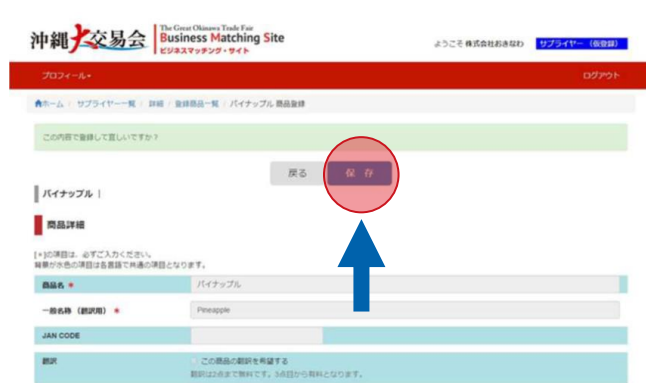 沖縄大交易会
The Great Okinawa Trade Fair
Business Matching Site
ビジネスマッチング・サイト
ようこそ 株式会社おきなわ サプライヤー (仮登録)
プロフィール ログアウト
ホーム / サプライヤー一覧 / 詳細 / 登録商品一覧 / パイナップル 商品登録
この内容で登録して宜しいですか?
戻る 保 存
パイナップル |
商品詳細
[*]の項目は、必ずご入力ください。
背景が水色の項目は各言語で共通の項目となります。
商品名 * パイナップル
一般名称 (翻訳用) * Pineapple
JAN CODE
翻訳 この商品の翻訳を希望する
翻訳は2点まで無料です。3点目から有料となります。